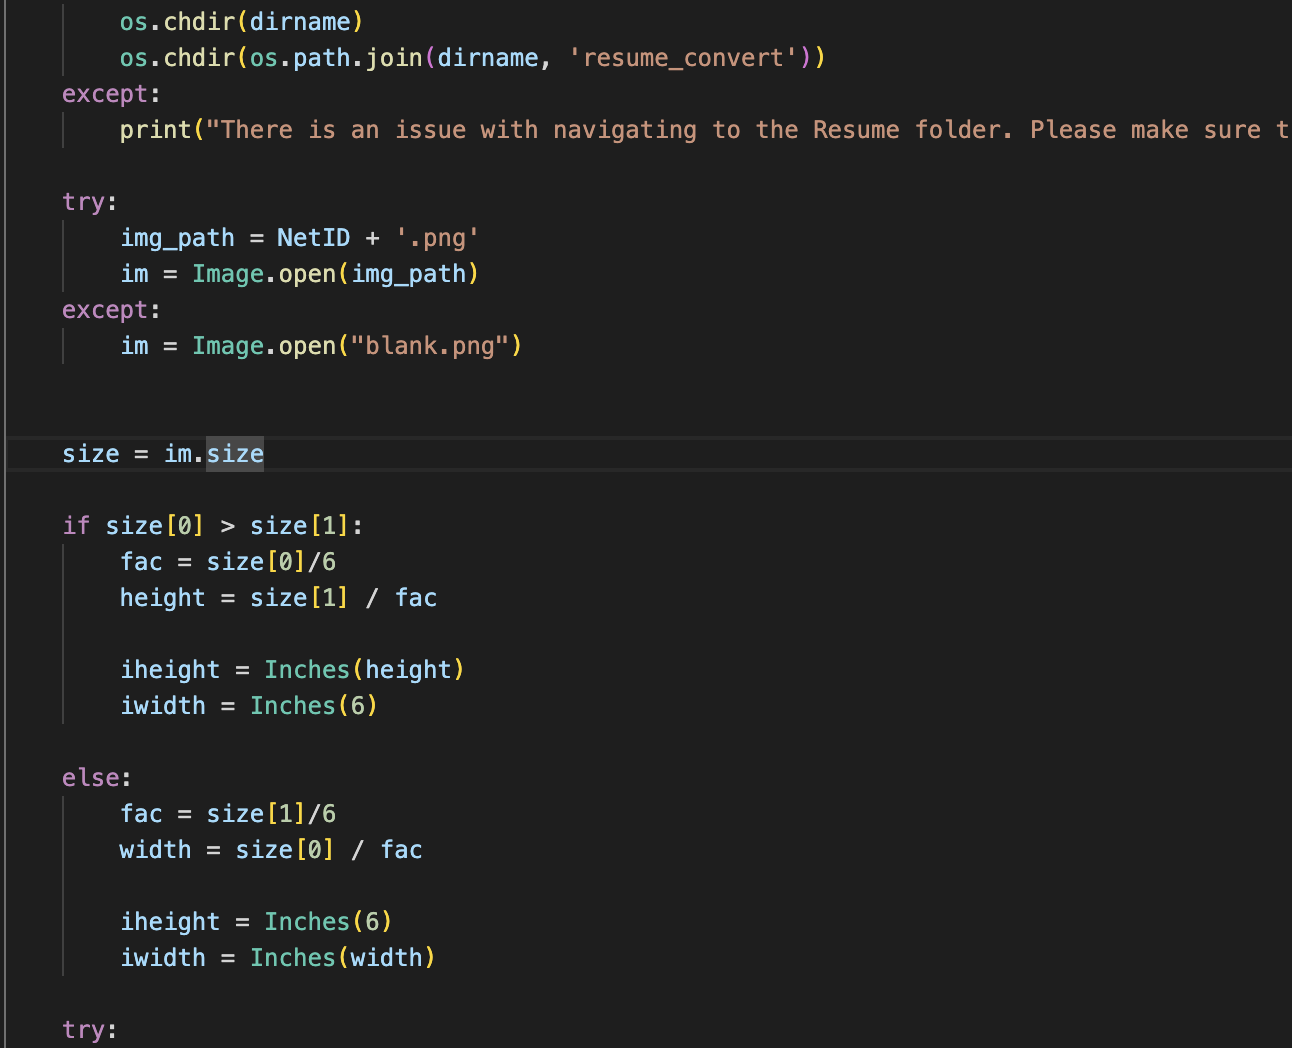 os.chdir(dirname)
os.chdir(os.path.join(dirname, 'resume_convert'))
except:
print("There is an issue with navigating to the Resume folder. Please make sure t
try:
img_path = NetID + '.png'
im = Image.open(img_path)
except:
im = Image.open("blank.png")
size = im.size
if size[0] > size[1]:
fac = size[0]/6
height = size[1] / fac
iheight = Inches(height)
iwidth = Inches(6)
else:
fac = size[1]/6
width = size[0] / fac
iheight = Inches(6)
iwidth = Inches(width)
try: